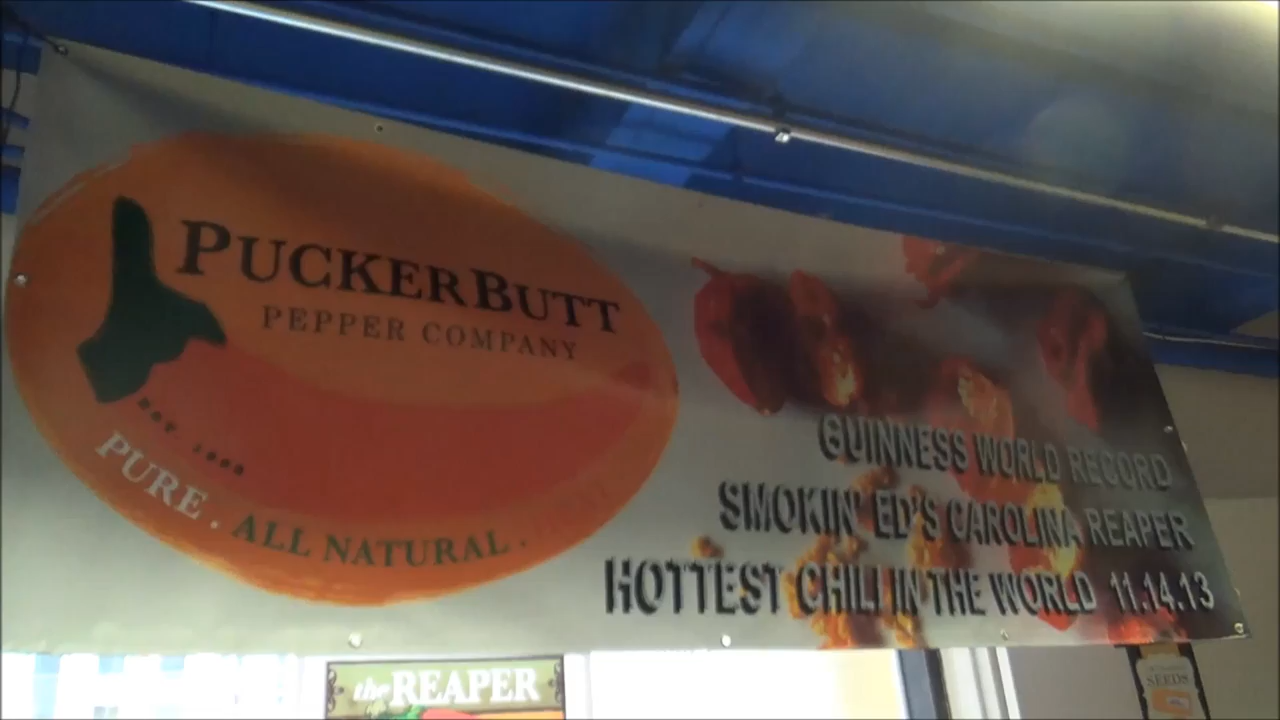 PUCKERBUTT
PEPPER COMPANY
EST.
PURE . ALL NATURAL .
GUINNESS WORLD RECORD
SMOKIN' ED'S CAROLINA REAPER
HOTTEST CHILI IN THE WORLD 11.14.13
the REAPER
SEEDS